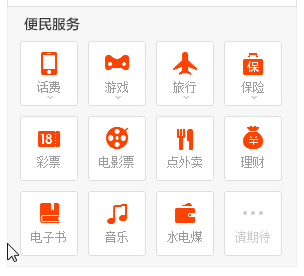 便民服务
话费 游戏 旅行 保
保险
18
彩票 电影票 点外卖 ¥
理财
电子书 音乐 水电煤 请期待